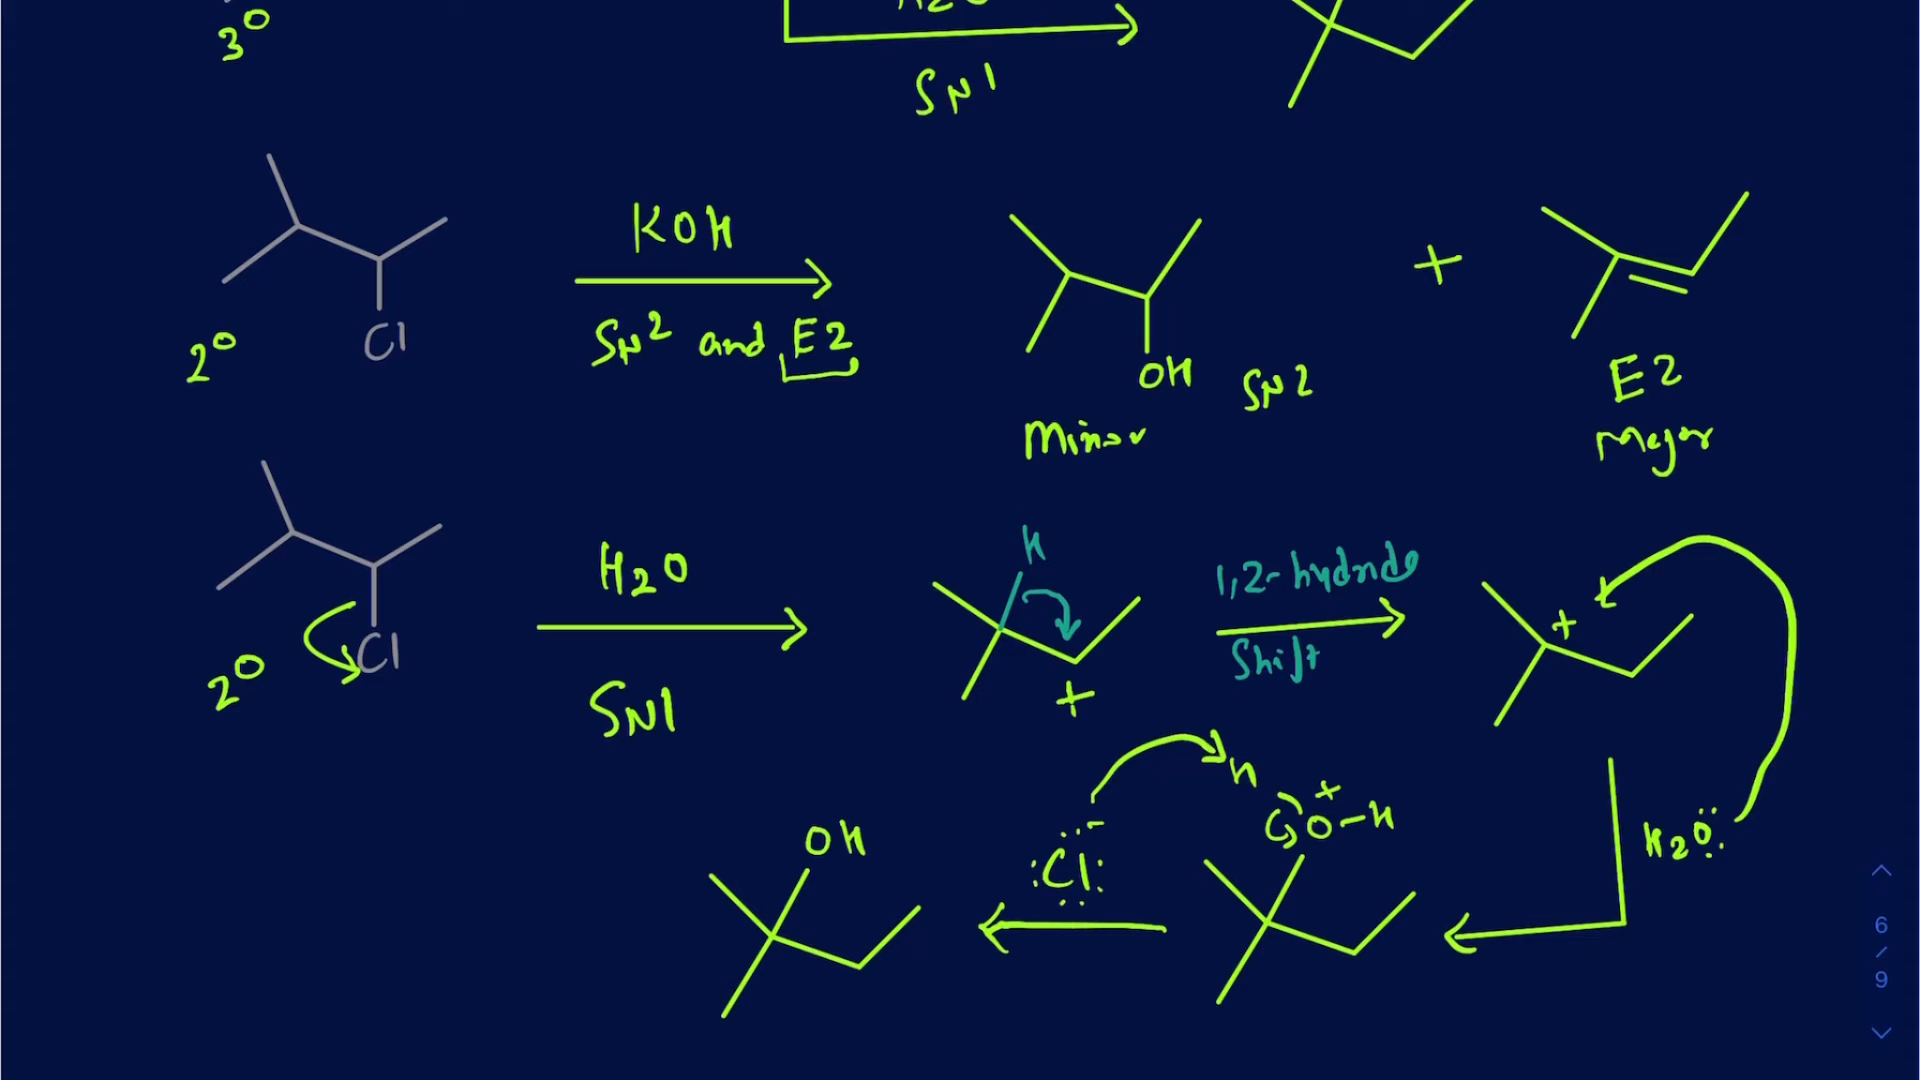 3°
SN1
KOH
SN2 and E2
Cl
2°
OH
SN2
Minor
+
E2
Major
H2O
SN1
Cl
2°
H
+
1,2-hydride
Shift
+
H2O:
H
+
O-H
:Cl:
-
OH
6
/
9